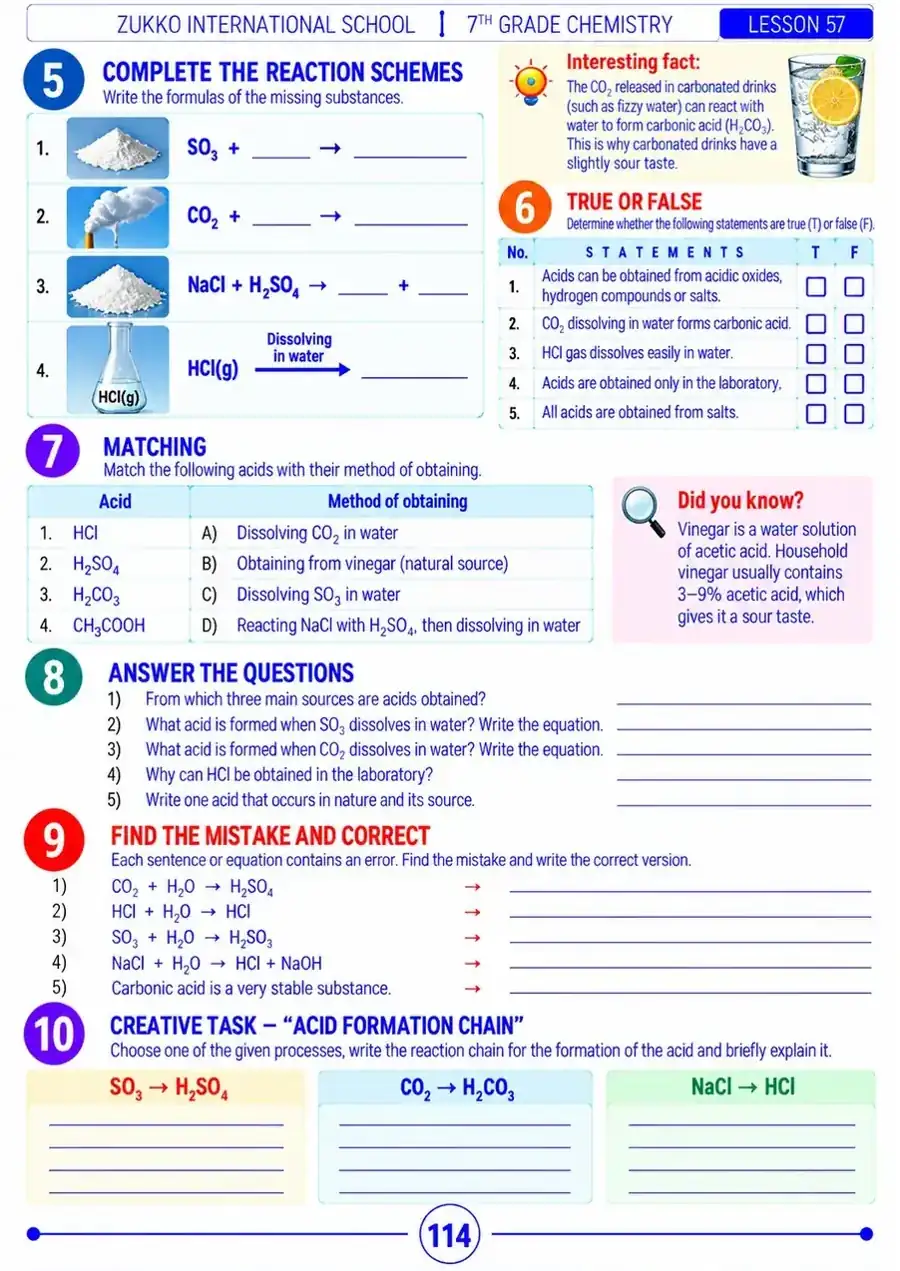 ZUKKO INTERNATIONAL SCHOOL | 7TH GRADE CHEMISTRY LESSON 57
5 COMPLETE THE REACTION SCHEMES
Write the formulas of the missing substances.
1. SO₃ + ____ → ________
2. CO₂ + ____ → ________
3. NaCl + H₂SO₄ → ____ + ____
4. HCl(g) HCl(g) Dissolving
in water ________
Interesting fact:
The CO₂ released in carbonated drinks
(such as fizzy water) can react with
water to form carbonic acid (H₂CO₃).
This is why carbonated drinks have a
slightly sour taste.
6 TRUE OR FALSE
Determine whether the following statements are true (T) or false (F).
No. STATEMENTS T F
1. Acids can be obtained from acidic oxides,
hydrogen compounds or salts.
2. CO₂ dissolving in water forms carbonic acid.
3. HCl gas dissolves easily in water.
4. Acids are obtained only in the laboratory.
5. All acids are obtained from salts.
7 MATCHING
Match the following acids with their method of obtaining.
Acid Method of obtaining
1. HCl A) Dissolving CO₂ in water
2. H₂SO₄ B) Obtaining from vinegar (natural source)
3. H₂CO₃ C) Dissolving SO₃ in water
4. CH₃COOH D) Reacting NaCl with H₂SO₄, then dissolving in water
Did you know?
Vinegar is a water solution
of acetic acid. Household
vinegar usually contains
3–9% acetic acid, which
gives it a sour taste.
8 ANSWER THE QUESTIONS
1) From which three main sources are acids obtained?
2) What acid is formed when SO₃ dissolves in water? Write the equation.
3) What acid is formed when CO₂ dissolves in water? Write the equation.
4) Why can HCl be obtained in the laboratory?
5) Write one acid that occurs in nature and its source.
9 FIND THE MISTAKE AND CORRECT
Each sentence or equation contains an error. Find the mistake and write the correct version.
1) CO₂ + H₂O → H₂SO₄ →
2) HCl + H₂O → HCl →
3) SO₃ + H₂O → H₂SO₃ →
4) NaCl + H₂O → HCl + NaOH →
5) Carbonic acid is a very stable substance. →
10 CREATIVE TASK – “ACID FORMATION CHAIN”
Choose one of the given processes, write the reaction chain for the formation of the acid and briefly explain it.
SO₃ → H₂SO₄ CO₂ → H₂CO₃ NaCl → HCl
114